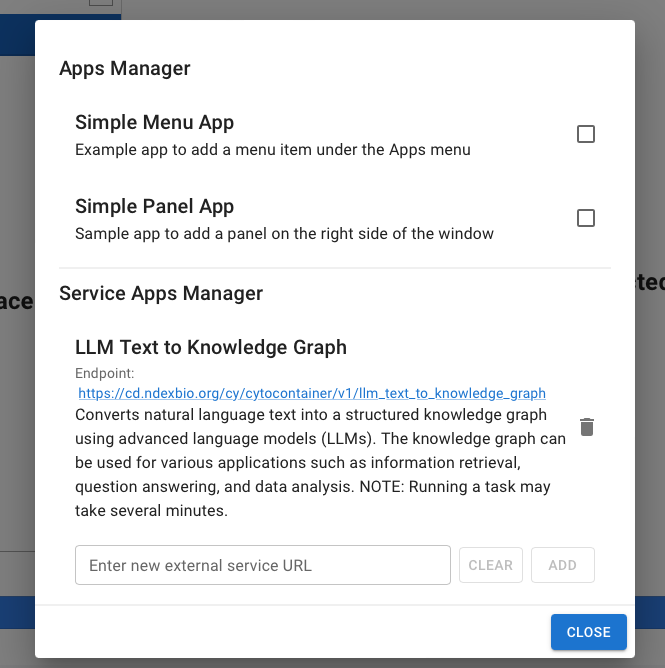 Apps Manager
Simple Menu App
Example app to add a menu item under the Apps menu
Simple Panel App
Sample app to add a panel on the right side of the window
Service Apps Manager
LLM Text to Knowledge Graph
Endpoint:
https://cd.ndexbio.org/cy/cytocontainer/v1/llm_text_to_knowledge_graph
Converts natural language text into a structured knowledge graph
using advanced language models (LLMs). The knowledge graph can
be used for various applications such as information retrieval,
question answering, and data analysis. NOTE: Running a task may
take several minutes.
Enter new external service URL
CLEAR
ADD
CLOSE